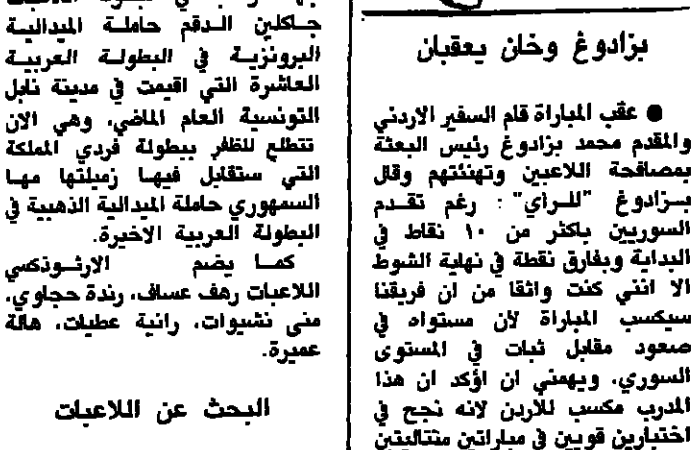 بزادوغ وخان يعقبان
● عقب المباراة قام السفير الاردني
والمقدم محمد بزادوغ رئيس البعثة
بمصافحة اللاعبين وتهنئتهم وقال
بزادوغ "للراي" : رغم تقدم
السوريين باكثر من ١٠ نقاط في
البداية وبفارق نقطة في نهاية الشوط
الا انني كنت واثقا من ان فريقنا
سيكسب المباراة لأن مستواه في
صعود مقابل ثبات في المستوى
السوري. ويهمني ان اؤكد ان هذا
المدرب مكسب للأردن لانه نجح في
اختبارين قويين في مباراتين متتاليتين
جاكلين الدقم حاملة الميدالية
البرونزية في البطولة العربية
العاشرة التي اقيمت في مدينة نابل
التونسية العام الماضي، وهي الان
تتطلع للظفر ببطولة فردي المملكة
التي ستقابل فيها زميلتها مها
السمهوري حاملة الميدالية الذهبية في
البطولة العربية الاخيرة.
كما يضم الارثوذكسي
اللاعبات رهف عساف، رندة حجاوي،
منى نشيوات، رانية عطيات، هالة
عميرة.
البحث عن اللاعبات